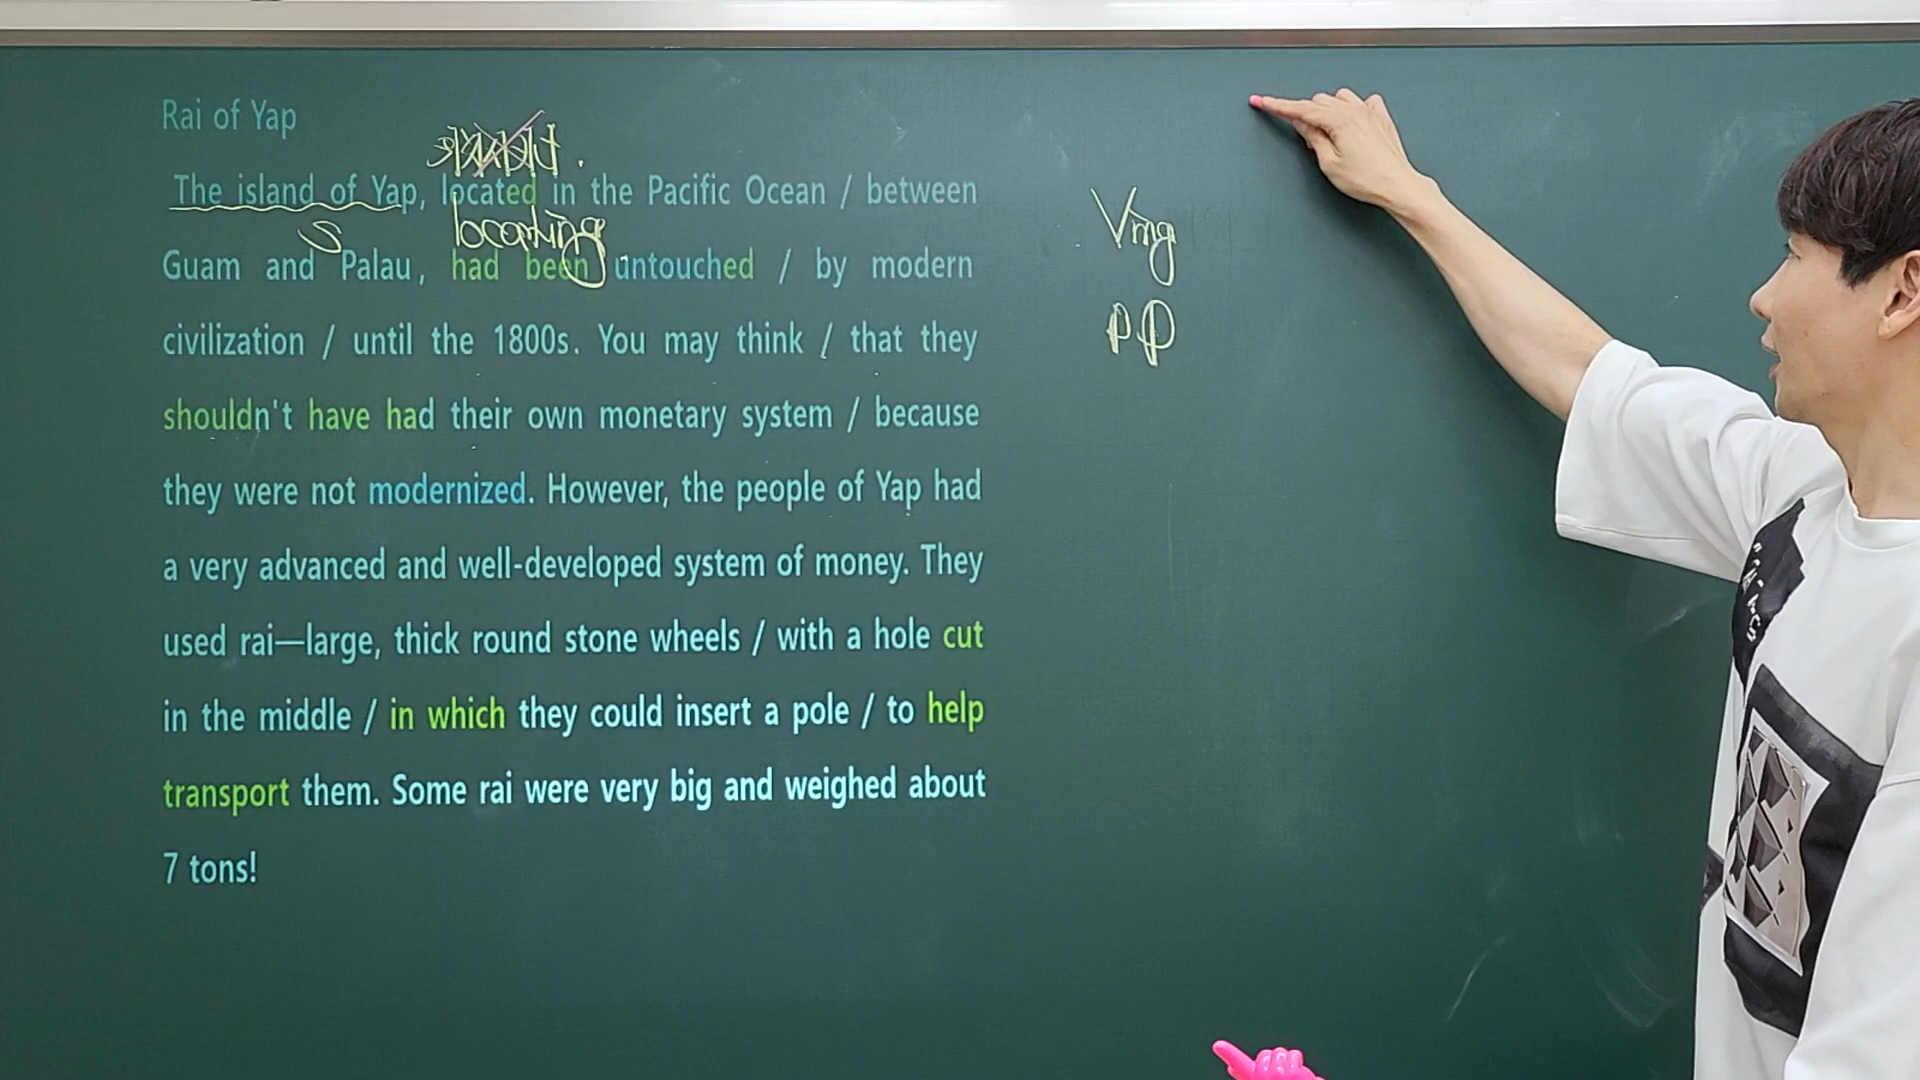 Rai of Yap
The island of Yap, located in the Pacific Ocean / between
S
locating
Ving
Guam and Palau, had been untouched / by modern
P.P
civilization / until the 1800s. You may think / that they
shouldn't have had their own monetary system / because
they were not modernized. However, the people of Yap had
a very advanced and well-developed system of money. They
used rai—large, thick round stone wheels / with a hole cut
in the middle / in which they could insert a pole / to help
transport them. Some rai were very big and weighed about
7 tons!